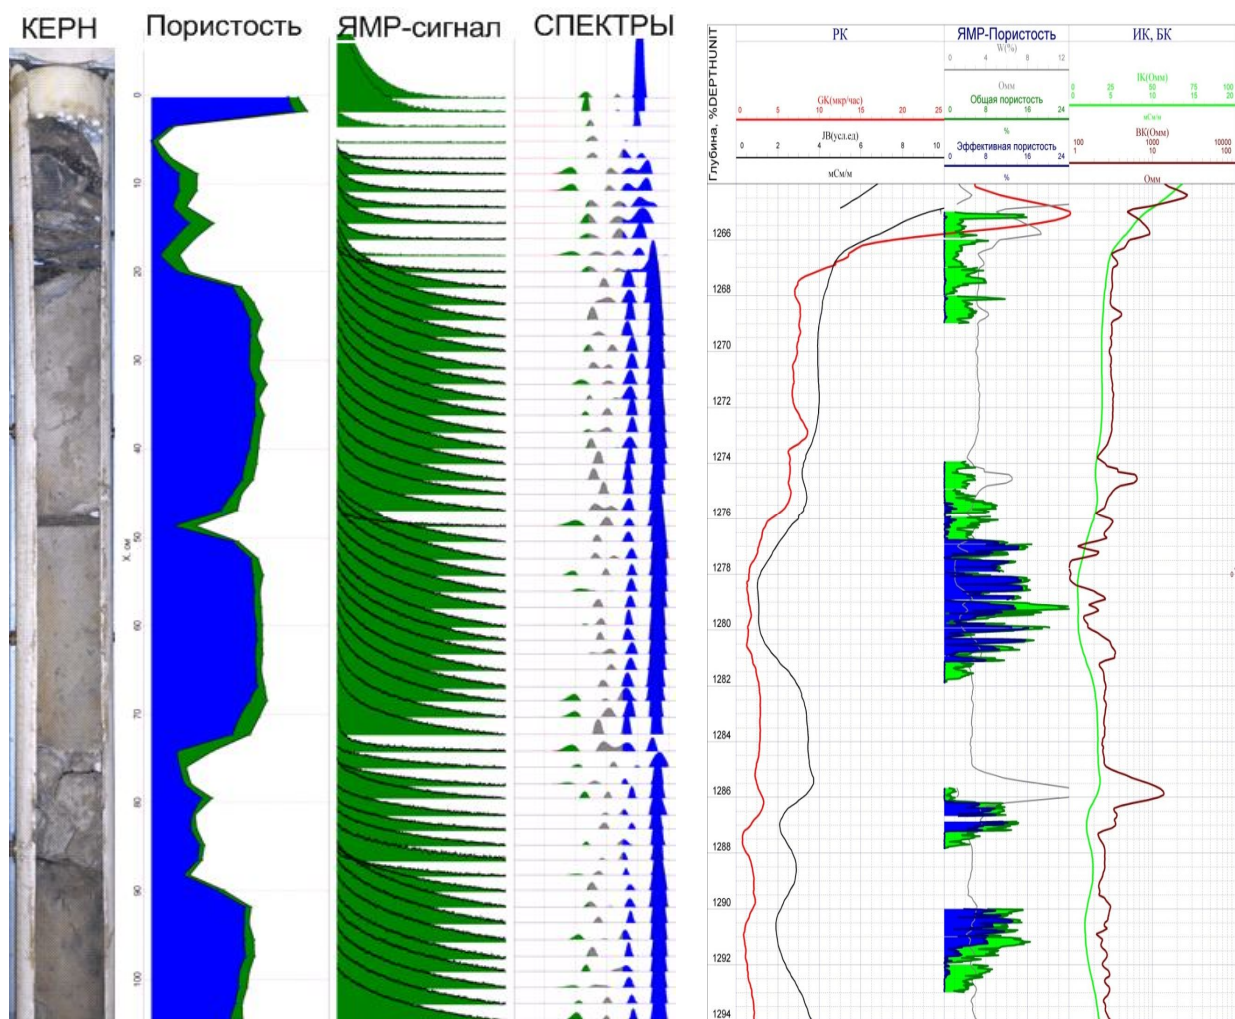 КЕРН Пористость ЯМР-сигнал СПЕКТРЫ
0
10
20
30
40
50
60
70
80
90
100
X, см
Глубина, %DEPTHUNIT
РК ЯМР-Пористость ИК, БК
W(%)
0 4 8 12
Омм
Общая пористость
0 8 16 24
%
Эффективная пористость
0 8 16 24
%
GK(мкр/час)
0 5 10 15 20 25
JB(усл.ед)
0 2 4 6 8 10
мСм/м
IK(Омм)
0 25 50 75 100
0 5 10 15 20
мСм/м
ВК(Омм)
100 1000 10000
10 100
Омм
1266
1268
1270
1272
1274
1276
1278
1280
1282
1284
1286
1288
1290
1292
1294